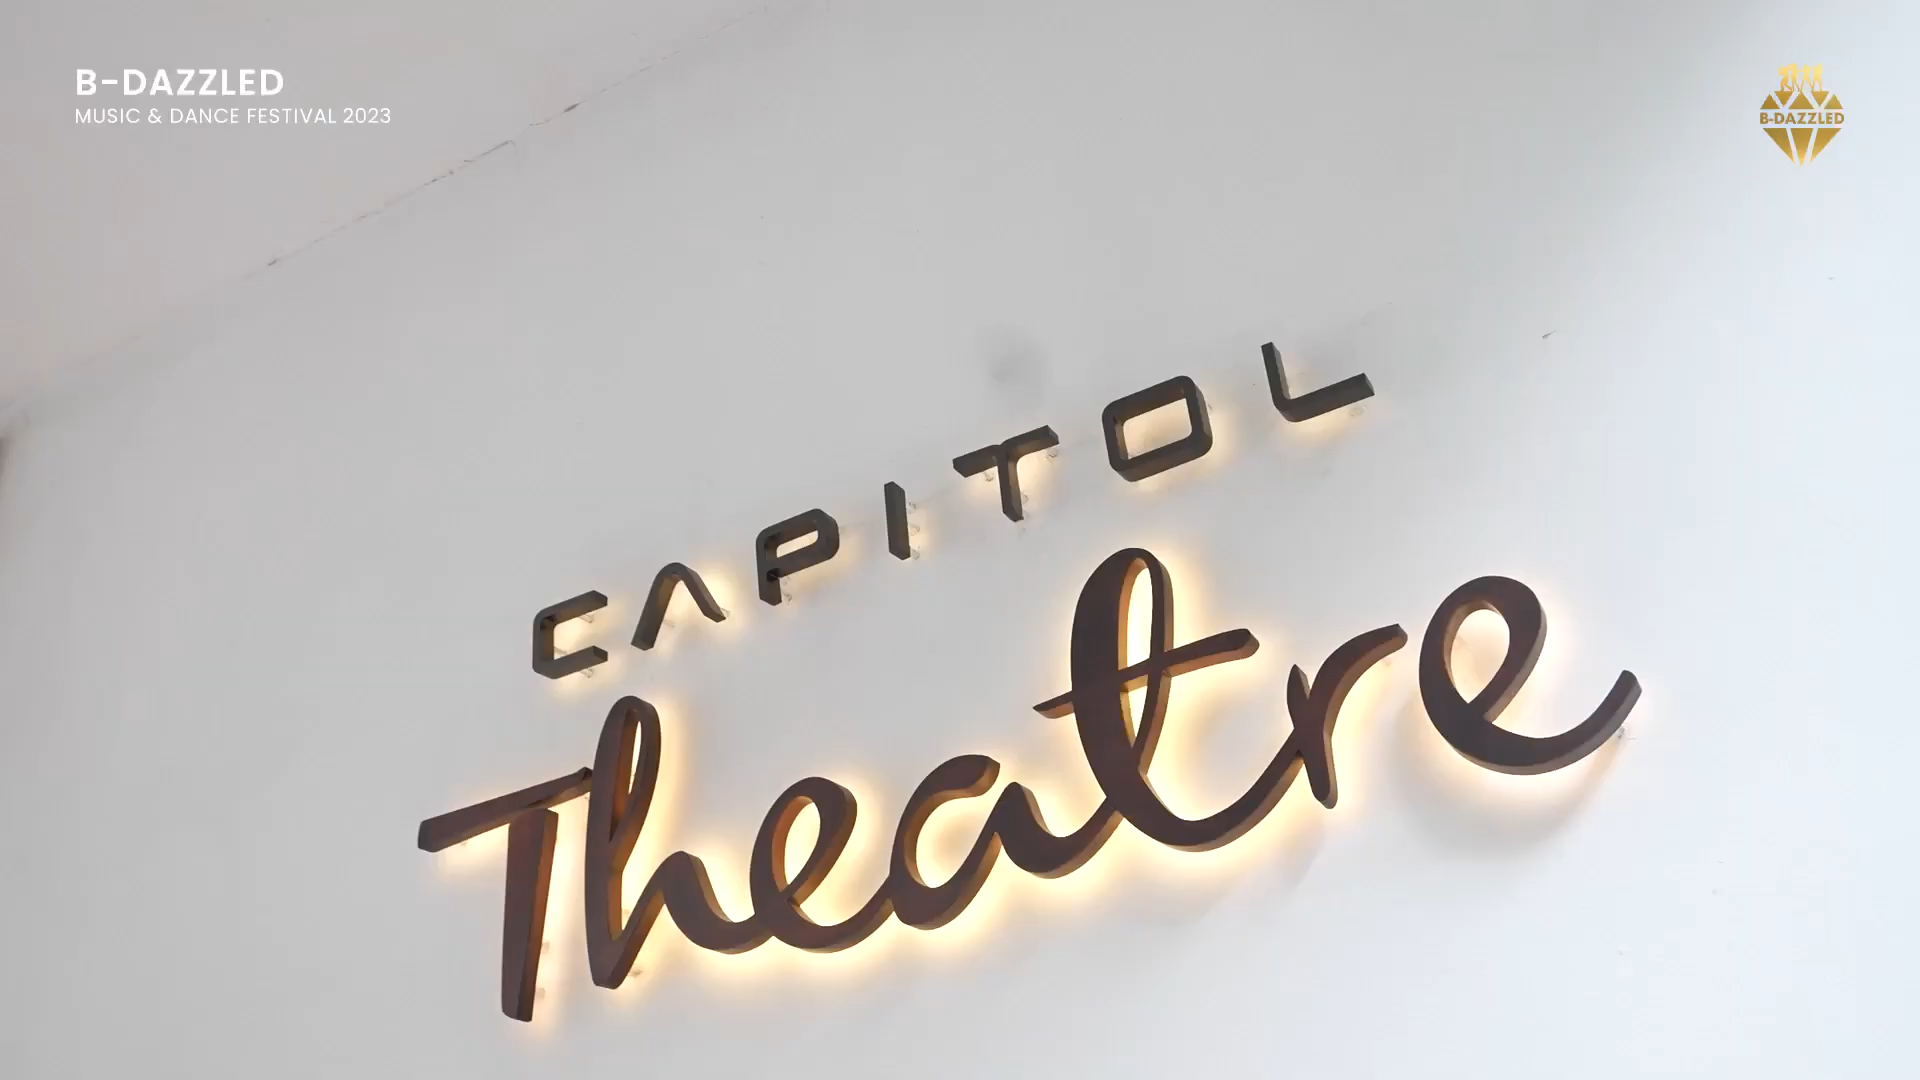 B-DAZZLED
MUSIC & DANCE FESTIVAL 2023
B-DAZZLED
CAPITOL
Theatre